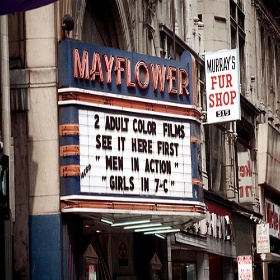 MAYFLOWER
2 ADULT COLOR FILMS
SEE IT HERE FIRST
" MEN IN ACTION "
" GIRLS IN 7-C "
MURRAY'S
FUR
SHOP
515